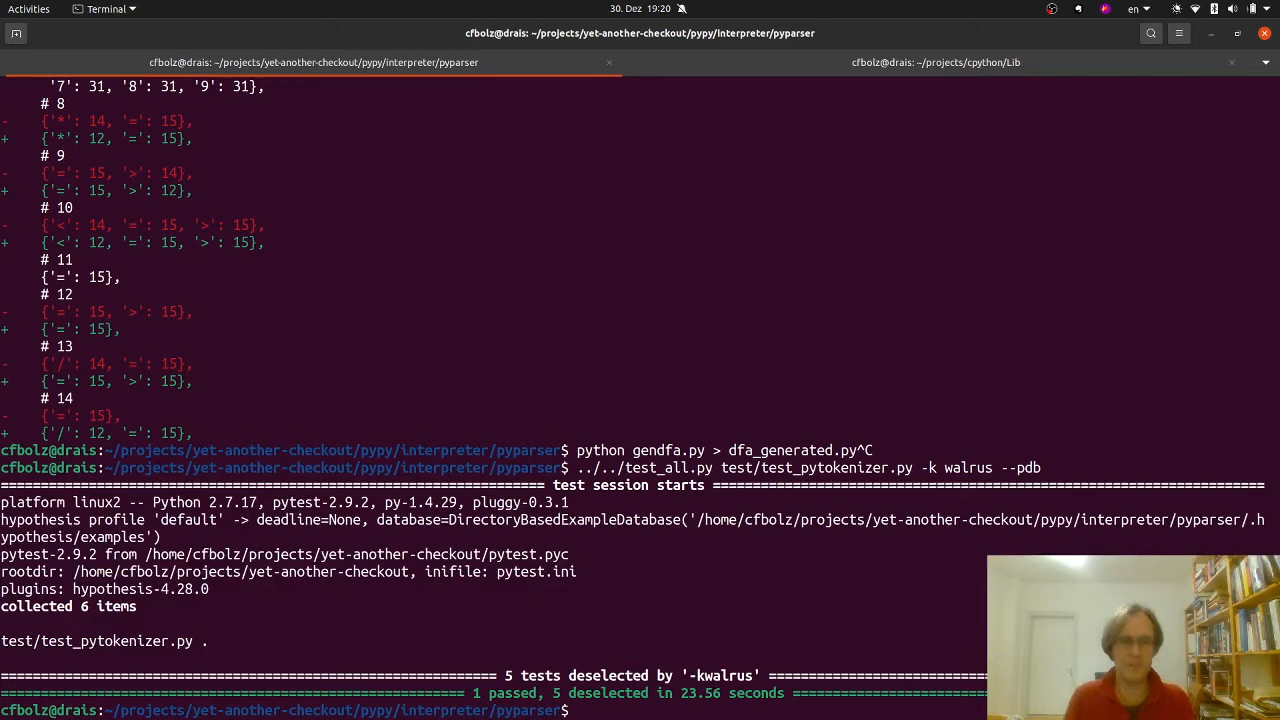 Activities
Terminal
30. Dez 19:20
en
cfbolz@drais: ~/projects/yet-another-checkout/pypy/interpreter/pyparser
cfbolz@drais: ~/projects/yet-another-checkout/pypy/interpreter/pyparser
cfbolz@drais: ~/projects/cpython/Lib
'7': 31, '8': 31, '9': 31},
# 8
- {'*': 14, '=': 15},
+ {'*': 12, '=': 15},
# 9
- {'=': 15, '>': 14},
+ {'=': 15, '>': 12},
# 10
- {'<': 14, '=': 15, '>': 15},
+ {'<': 12, '=': 15, '>': 15},
# 11
{'=': 15},
# 12
- {'=': 15, '>': 15},
+ {'=': 15},
# 13
- {'/': 14, '=': 15},
+ {'=': 15, '>': 15},
# 14
- {'=': 15},
+ {'/': 12, '=': 15},
cfbolz@drais:~/projects/yet-another-checkout/pypy/interpreter/pyparser$ python gendfa.py > dfa_generated.py^C
cfbolz@drais:~/projects/yet-another-checkout/pypy/interpreter/pyparser$ ../../test_all.py test/test_pytokenizer.py -k walrus --pdb
test session starts
platform linux2 -- Python 2.7.17, pytest-2.9.2, py-1.4.29, pluggy-0.3.1
hypothesis profile 'default' -> deadline=None, database=DirectoryBasedExampleDatabase('/home/cfbolz/projects/yet-another-checkout/pypy/interpreter/pyparser/.h
ypothesis/examples')
pytest-2.9.2 from /home/cfbolz/projects/yet-another-checkout/pytest.pyc
rootdir: /home/cfbolz/projects/yet-another-checkout, inifile: pytest.ini
plugins: hypothesis-4.28.0
collected 6 items
test/test_pytokenizer.py .
5 tests deselected by '-kwalrus'
1 passed, 5 deselected in 23.56 seconds
cfbolz@drais:~/projects/yet-another-checkout/pypy/interpreter/pyparser$